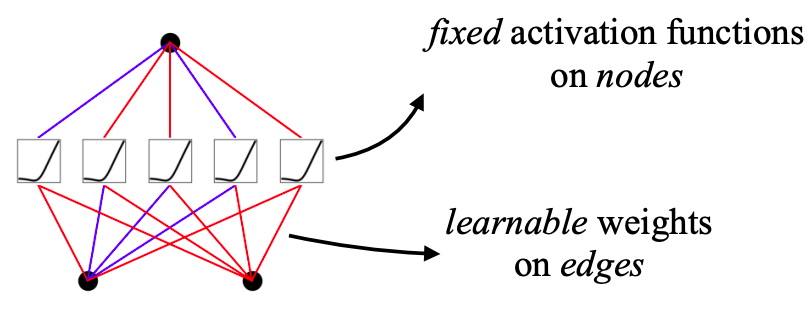 fixed activation functions
on nodes
learnable weights
on edges